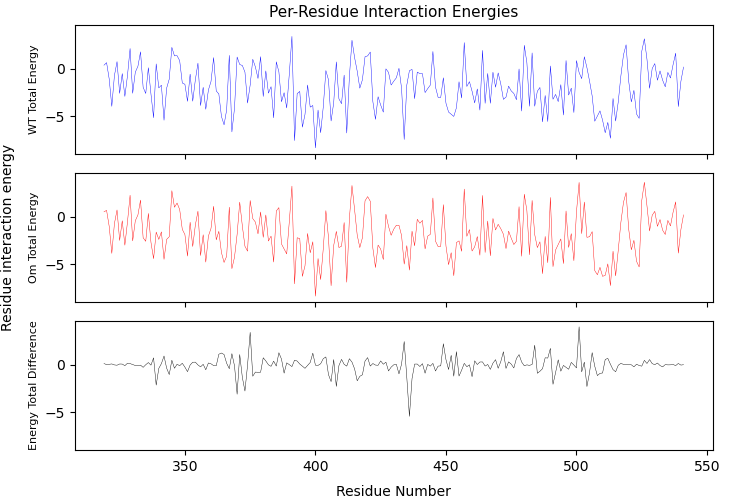 Per-Residue Interaction Energies
Residue interaction energy
WT Total Energy
0
−5
Om Total Energy
0
−5
Energy Total Difference
0
−5
350 400 450 500 550
Residue Number